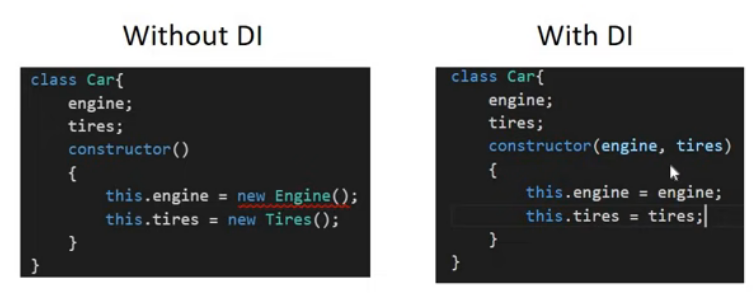 Without DI
class Car{
engine;
tires;
constructor()
{
this.engine = new Engine();
this.tires = new Tires();
}
}
With DI
class Car{
engine;
tires;
constructor(engine, tires)
{
this.engine = engine;
this.tires = tires;
}
}